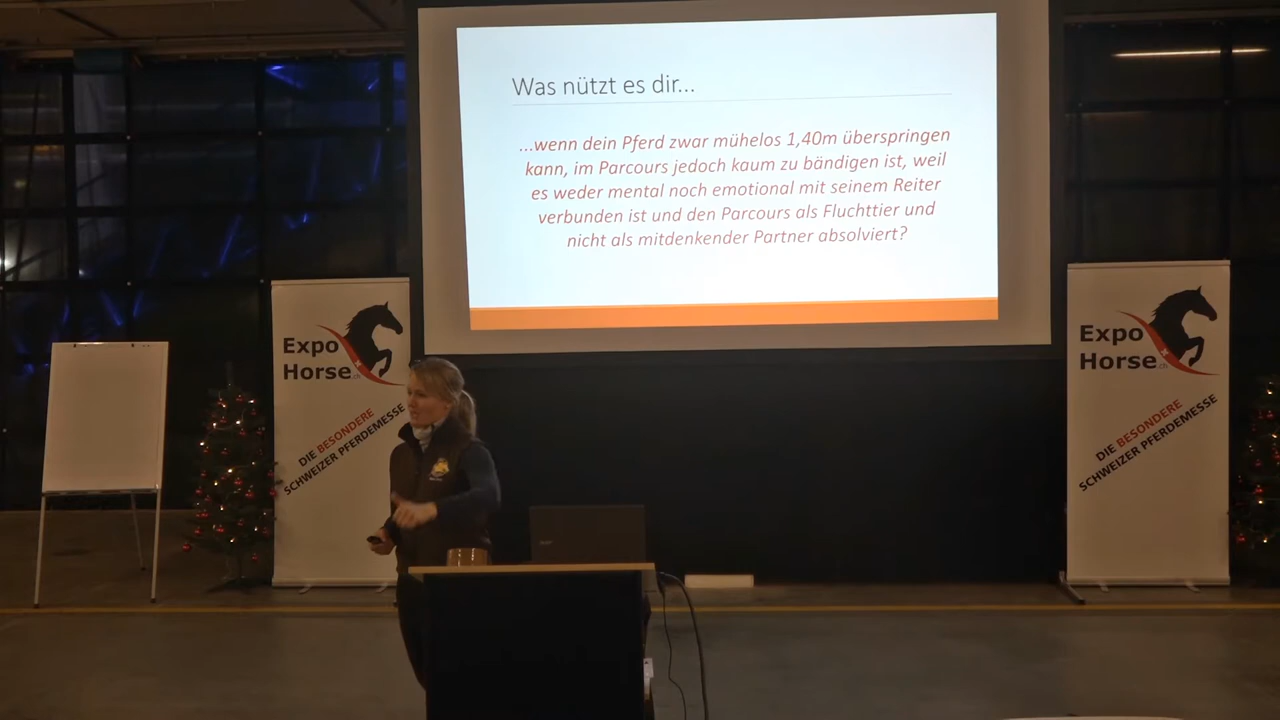 Was nützt es dir...
...wenn dein Pferd zwar mühelos 1,40m überspringen
kann, im Parcours jedoch kaum zu bändigen ist, weil
es weder mental noch emotional mit seinem Reiter
verbunden ist und den Parcours als Fluchttier und
nicht als mitdenkender Partner absolviert?
Expo
Horse.ch
DIE BESONDERE
SCHWEIZER PFERDEMESSE
Expo
Horse.ch
DIE BESONDERE
SCHWEIZER PFERDEMESSE